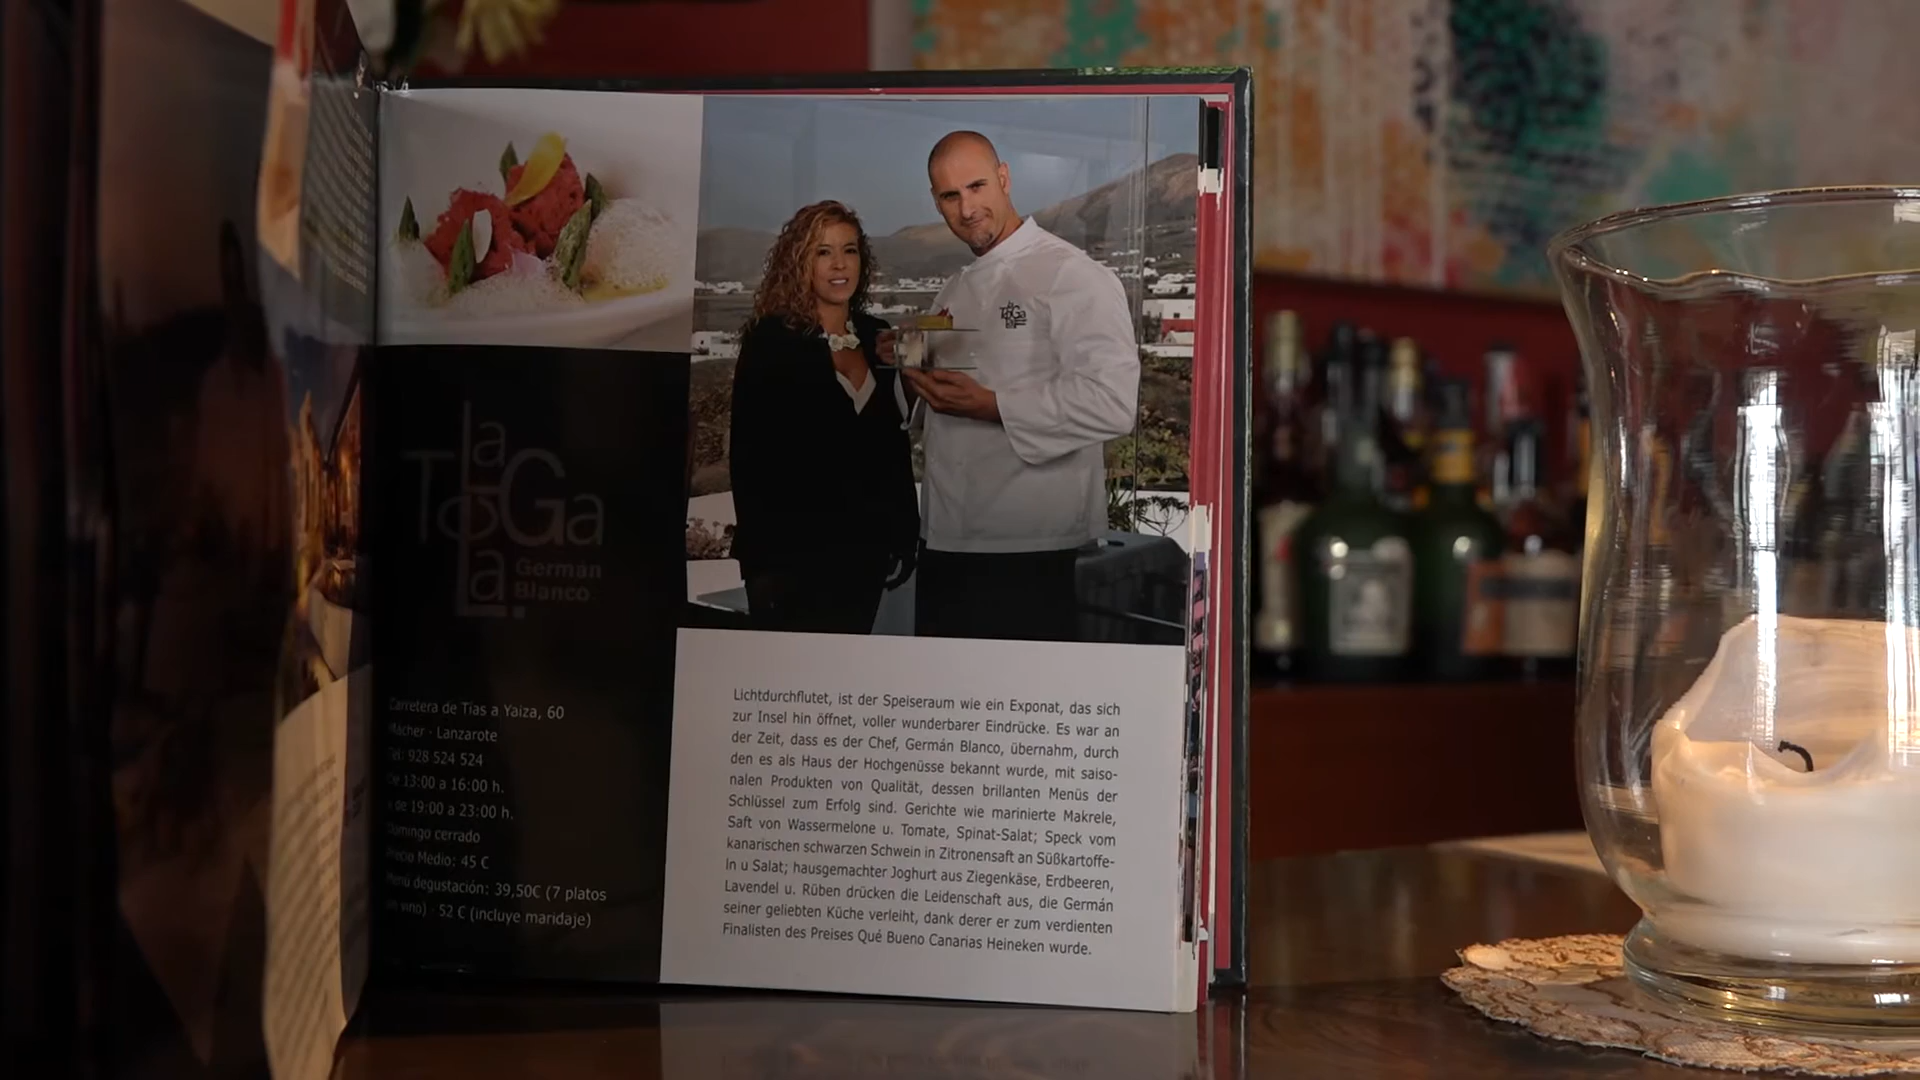 la
ToGa
la
Germán
Blanco
Carretera de Tías a Yaiza, 60
Mácher - Lanzarote
Tel: 928 524 524
de 13:00 a 16:00 h.
de 19:00 a 23:00 h.
Domingo cerrado
Precio Medio: 45 €
Menú degustación: 39,50€ (7 platos
vino) - 52 € (incluye maridaje)
Lichtdurchflutet, ist der Speiseraum wie ein Exponat, das sich
zur Insel hin öffnet, voller wunderbarer Eindrücke. Es war an
der Zeit, dass es der Chef, Germán Blanco, übernahm, durch
den es als Haus der Hochgenüsse bekannt wurde, mit saiso-
nalen Produkten von Qualität, dessen brillanten Menüs der
Schlüssel zum Erfolg sind. Gerichte wie marinierte Makrele,
Saft von Wassermelone u. Tomate, Spinat-Salat; Speck vom
kanarischen schwarzen Schwein in Zitronensaft an Süßkartoffe-
ln u Salat; hausgemachter Joghurt aus Ziegenkäse, Erdbeeren,
Lavendel u. Rüben drücken die Leidenschaft aus, die Germán
seiner geliebten Küche verleiht, dank derer er zum verdienten
Finalisten des Preises Qué Bueno Canarias Heineken wurde.